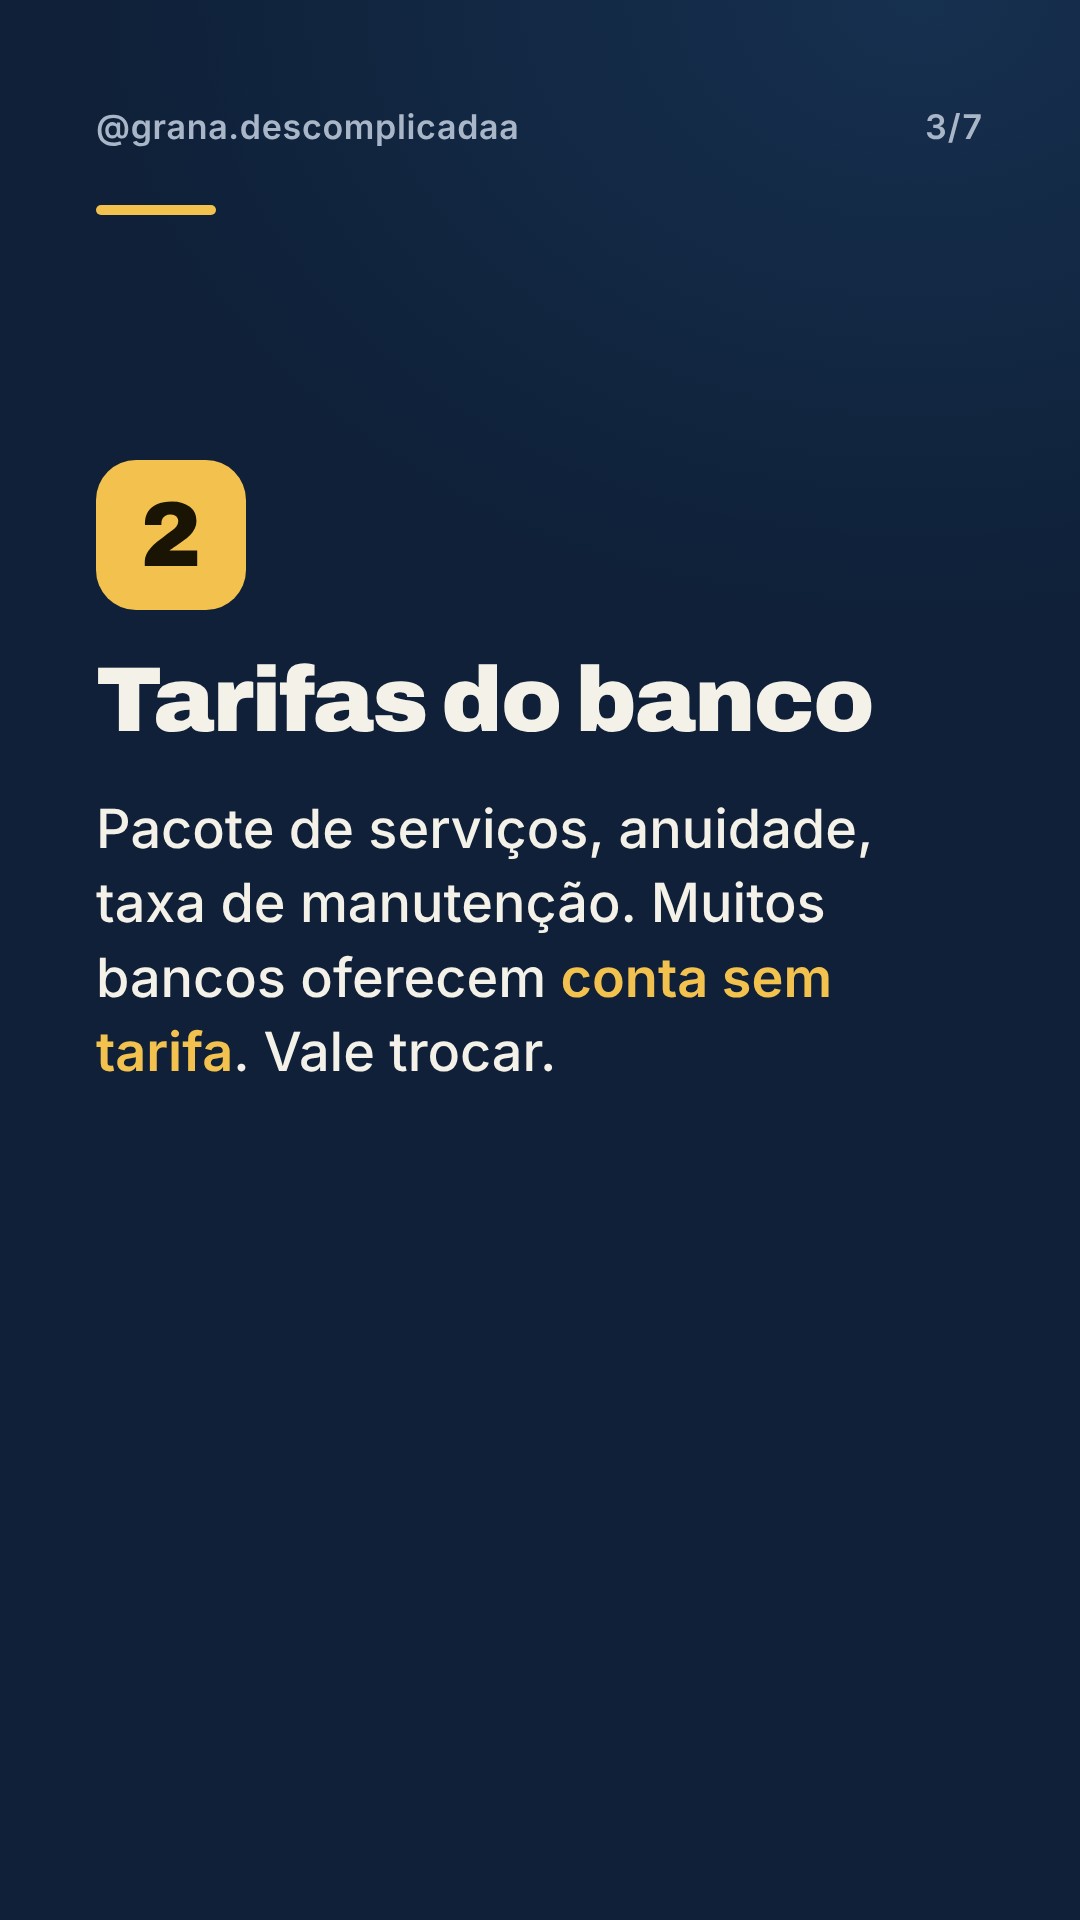 @grana.descomplicadaa
3/7
2
Tarifas do banco
Pacote de serviços, anuidade,
taxa de manutenção. Muitos
bancos oferecem conta sem
tarifa. Vale trocar.